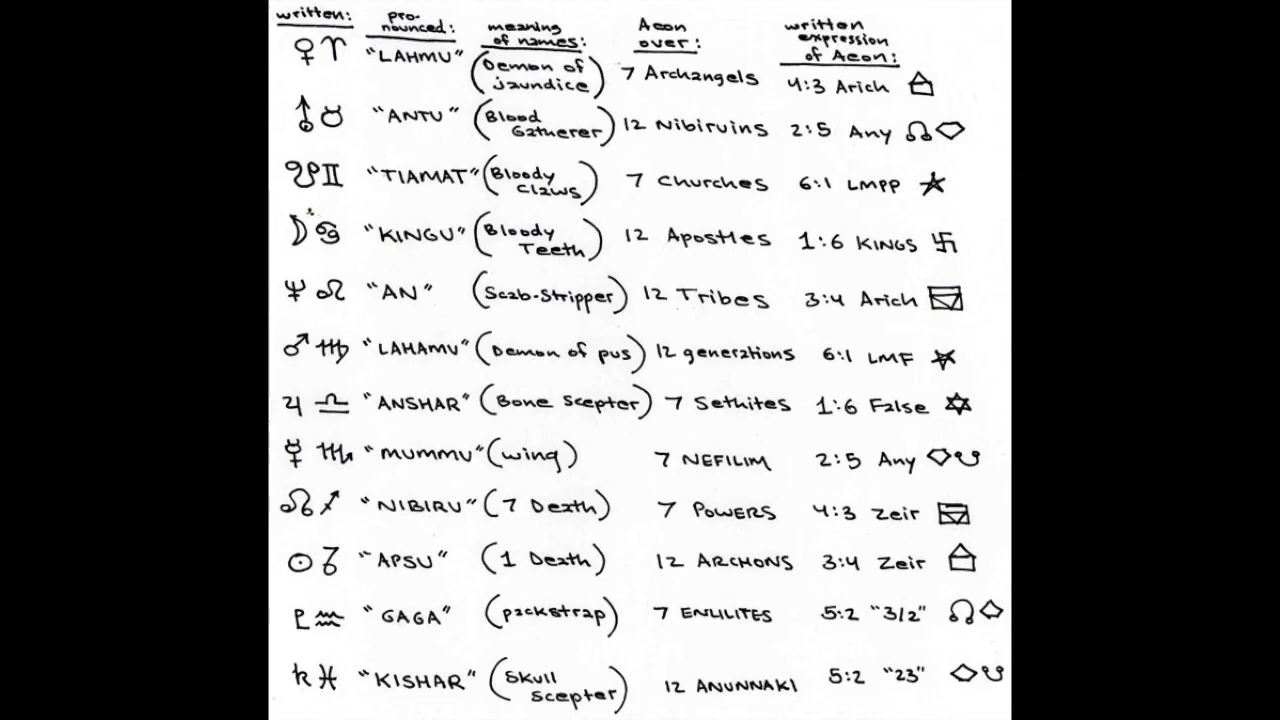 written: pronounced: meaning of names: Aeon over: written expression of Aeon:
♀♈ "LAHMU" (Demon of jaundice) 7 Archangels 4:3 Arich
♉ "ANTU" (Blood Gatherer) 12 Nibiruins 2:5 Any ☊
☋♊ "TIAMAT" (Bloody Claws) 7 Churches 6:1 LMPP
☽♋ "KINGU" (Bloody Teeth) 12 Apostles 1:6 KINGS 卐
♆♌ "AN" (Scab-Stripper) 12 Tribes 3:4 Arich
♂♍ "LAHAMU" (Demon of pus) 12 generations 6:1 LMF
♃♎ "ANSHAR" (Bone Scepter) 7 Sethites 1:6 False ✡
☿♏ "MUMMU" (wing) 7 NEFILIM 2:5 Any ☋
☊♐ "NIBIRU" (7 Death) 7 POWERS 4:3 Zeir
☉♑ "APSU" (1 Death) 12 ARCHONS 3:4 Zeir
♇♒ "GAGA" (packstrap) 7 ENLILITES 5:2 "3/2" ☊
♄♓ "KISHAR" (Skull Scepter) 12 ANUNNAKI 5:2 "23" ☋